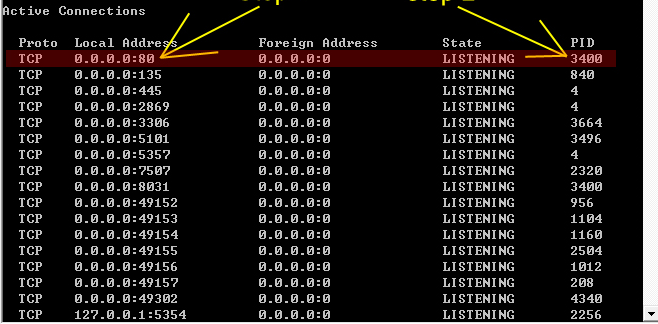 Active Connections
Proto Local Address Foreign Address State PID
TCP 0.0.0.0:80 0.0.0.0:0 LISTENING 3400
TCP 0.0.0.0:135 0.0.0.0:0 LISTENING 840
TCP 0.0.0.0:445 0.0.0.0:0 LISTENING 4
TCP 0.0.0.0:2869 0.0.0.0:0 LISTENING 4
TCP 0.0.0.0:3306 0.0.0.0:0 LISTENING 3664
TCP 0.0.0.0:5101 0.0.0.0:0 LISTENING 3496
TCP 0.0.0.0:5357 0.0.0.0:0 LISTENING 4
TCP 0.0.0.0:7507 0.0.0.0:0 LISTENING 2320
TCP 0.0.0.0:8031 0.0.0.0:0 LISTENING 3400
TCP 0.0.0.0:49152 0.0.0.0:0 LISTENING 956
TCP 0.0.0.0:49153 0.0.0.0:0 LISTENING 1104
TCP 0.0.0.0:49154 0.0.0.0:0 LISTENING 1160
TCP 0.0.0.0:49155 0.0.0.0:0 LISTENING 2504
TCP 0.0.0.0:49156 0.0.0.0:0 LISTENING 1012
TCP 0.0.0.0:49157 0.0.0.0:0 LISTENING 208
TCP 0.0.0.0:49302 0.0.0.0:0 LISTENING 4340
TCP 127.0.0.1:5354 0.0.0.0:0 LISTENING 2256